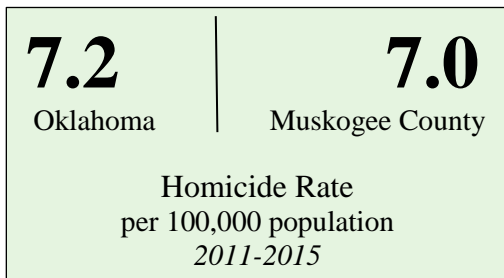 7.2 7.0
Oklahoma Muskogee County
Homicide Rate
per 100,000 population
2011-2015